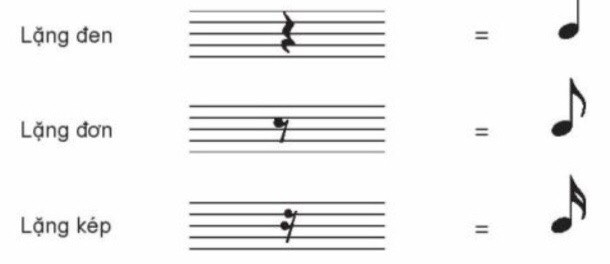 Lặng đen =
Lặng đơn =
Lặng kép =